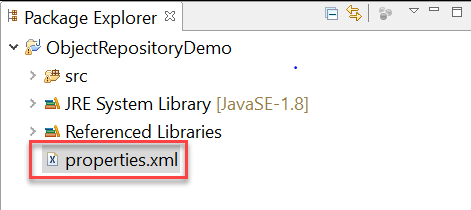 Package Explorer
ObjectRepositoryDemo
src
JRE System Library [JavaSE-1.8]
Referenced Libraries
properties.xml